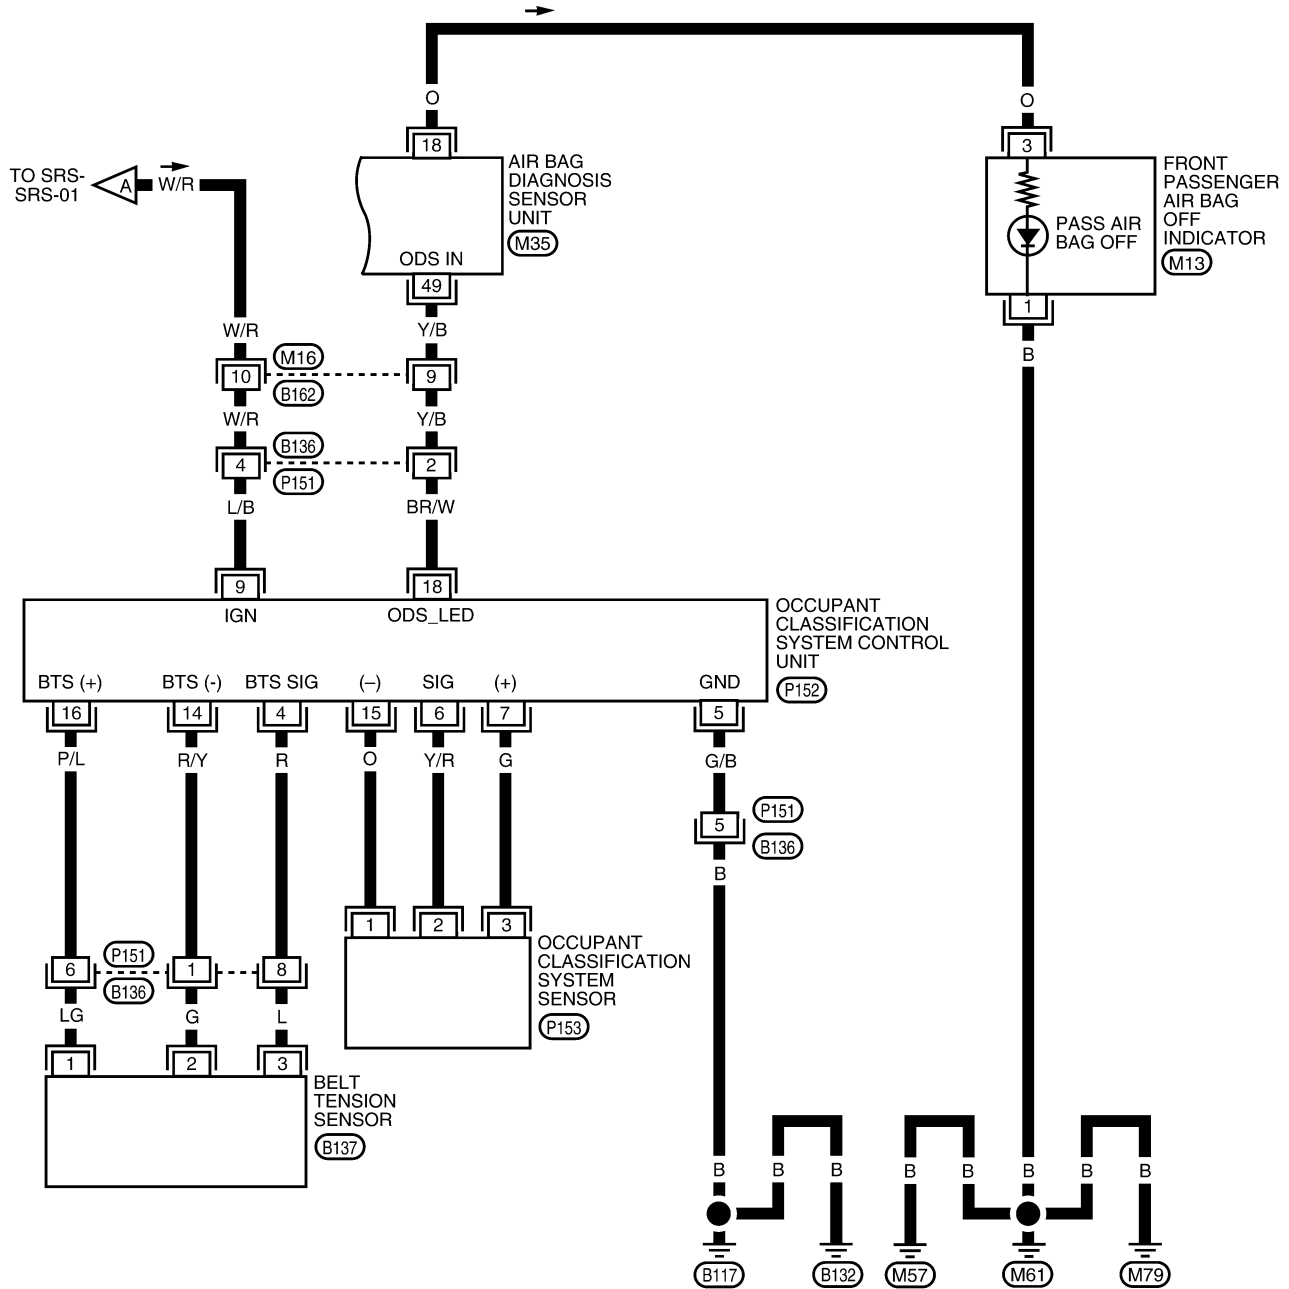 O
O
18
3
TO SRS-
SRS-01
A
W/R
AIR BAG
DIAGNOSIS
SENSOR
UNIT
M35
ODS IN
49
FRONT
PASSENGER
AIR BAG
OFF
INDICATOR
M13
PASS AIR
BAG OFF
1
B
W/R
Y/B
10
M16
B162
9
W/R
Y/B
4
B136
P151
2
L/B
BR/W
9
18
IGN
ODS_LED
OCCUPANT
CLASSIFICATION
SYSTEM CONTROL
UNIT
P152
BTS (+)
BTS (-)
BTS SIG
(–)
SIG
(+)
GND
16
14
4
15
6
7
5
P/L
R/Y
R
O
Y/R
G
G/B
5
P151
B136
B
1
2
3
OCCUPANT
CLASSIFICATION
SYSTEM
SENSOR
P153
6
P151
B136
1
8
LG
G
L
1
2
3
BELT
TENSION
SENSOR
B137
B
B
B
B
B
B
B
B
B117
B132
M57
M61
M79